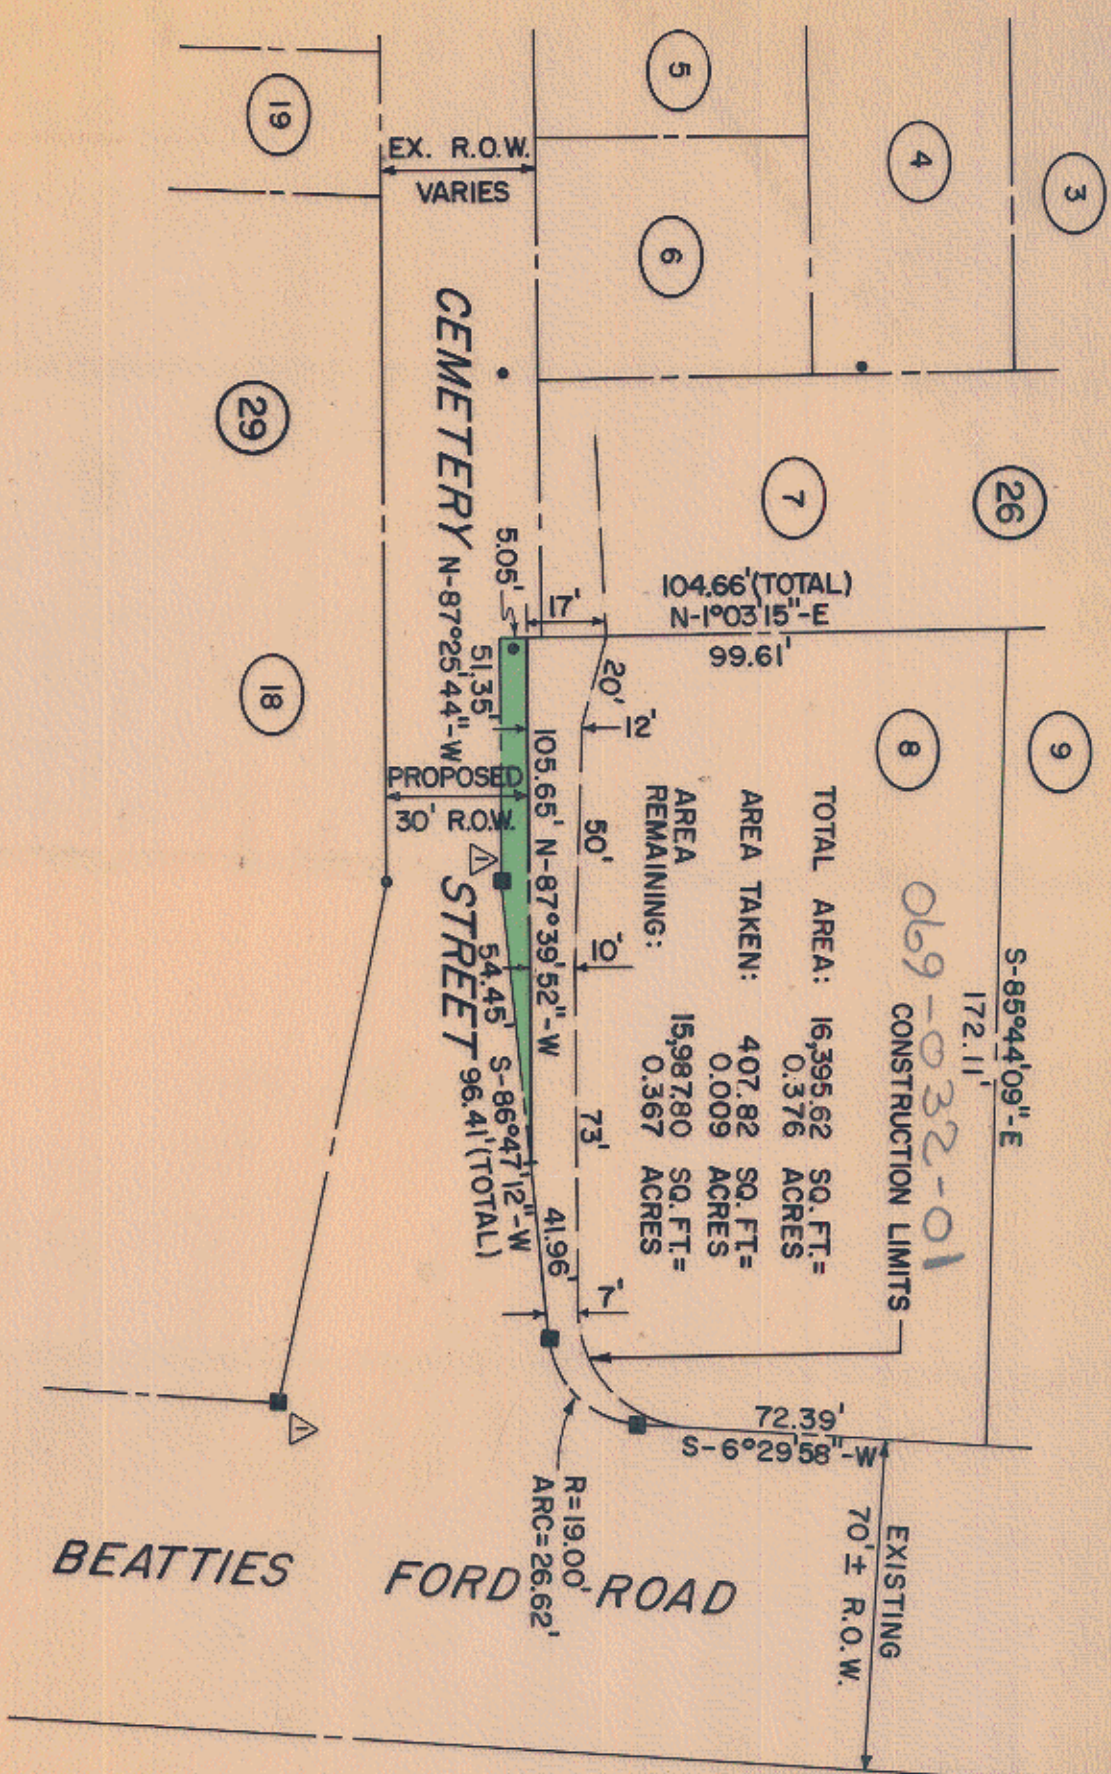 3
4
5
6
7
8
9
19
29
18
26
EX. R.O.W.
VARIES
CEMETERY
STREET
N-87°25'44"-W
5.05'
51.35'
PROPOSED
30' R.O.W.
1
17'
20'
12'
50'
10'
73'
7'
104.66' (TOTAL)
N-1°03'15"-E
99.61'
105.65' N-87°39'52"-W
54.45' S-86°47'12"-W
96.41' (TOTAL)
41.96'
S-85°44'09"-E
172.11'
069-032-01
CONSTRUCTION LIMITS
TOTAL AREA: 16,395.62 SQ. FT.=
0.376 ACRES
AREA TAKEN: 407.82 SQ. FT.=
0.009 ACRES
AREA
REMAINING: 15,987.80 SQ. FT.=
0.367 ACRES
72.39'
S-6°29'58"-W
R=19.00'
ARC=26.62'
1
EXISTING
70'± R.O.W.
BEATTIES FORD ROAD